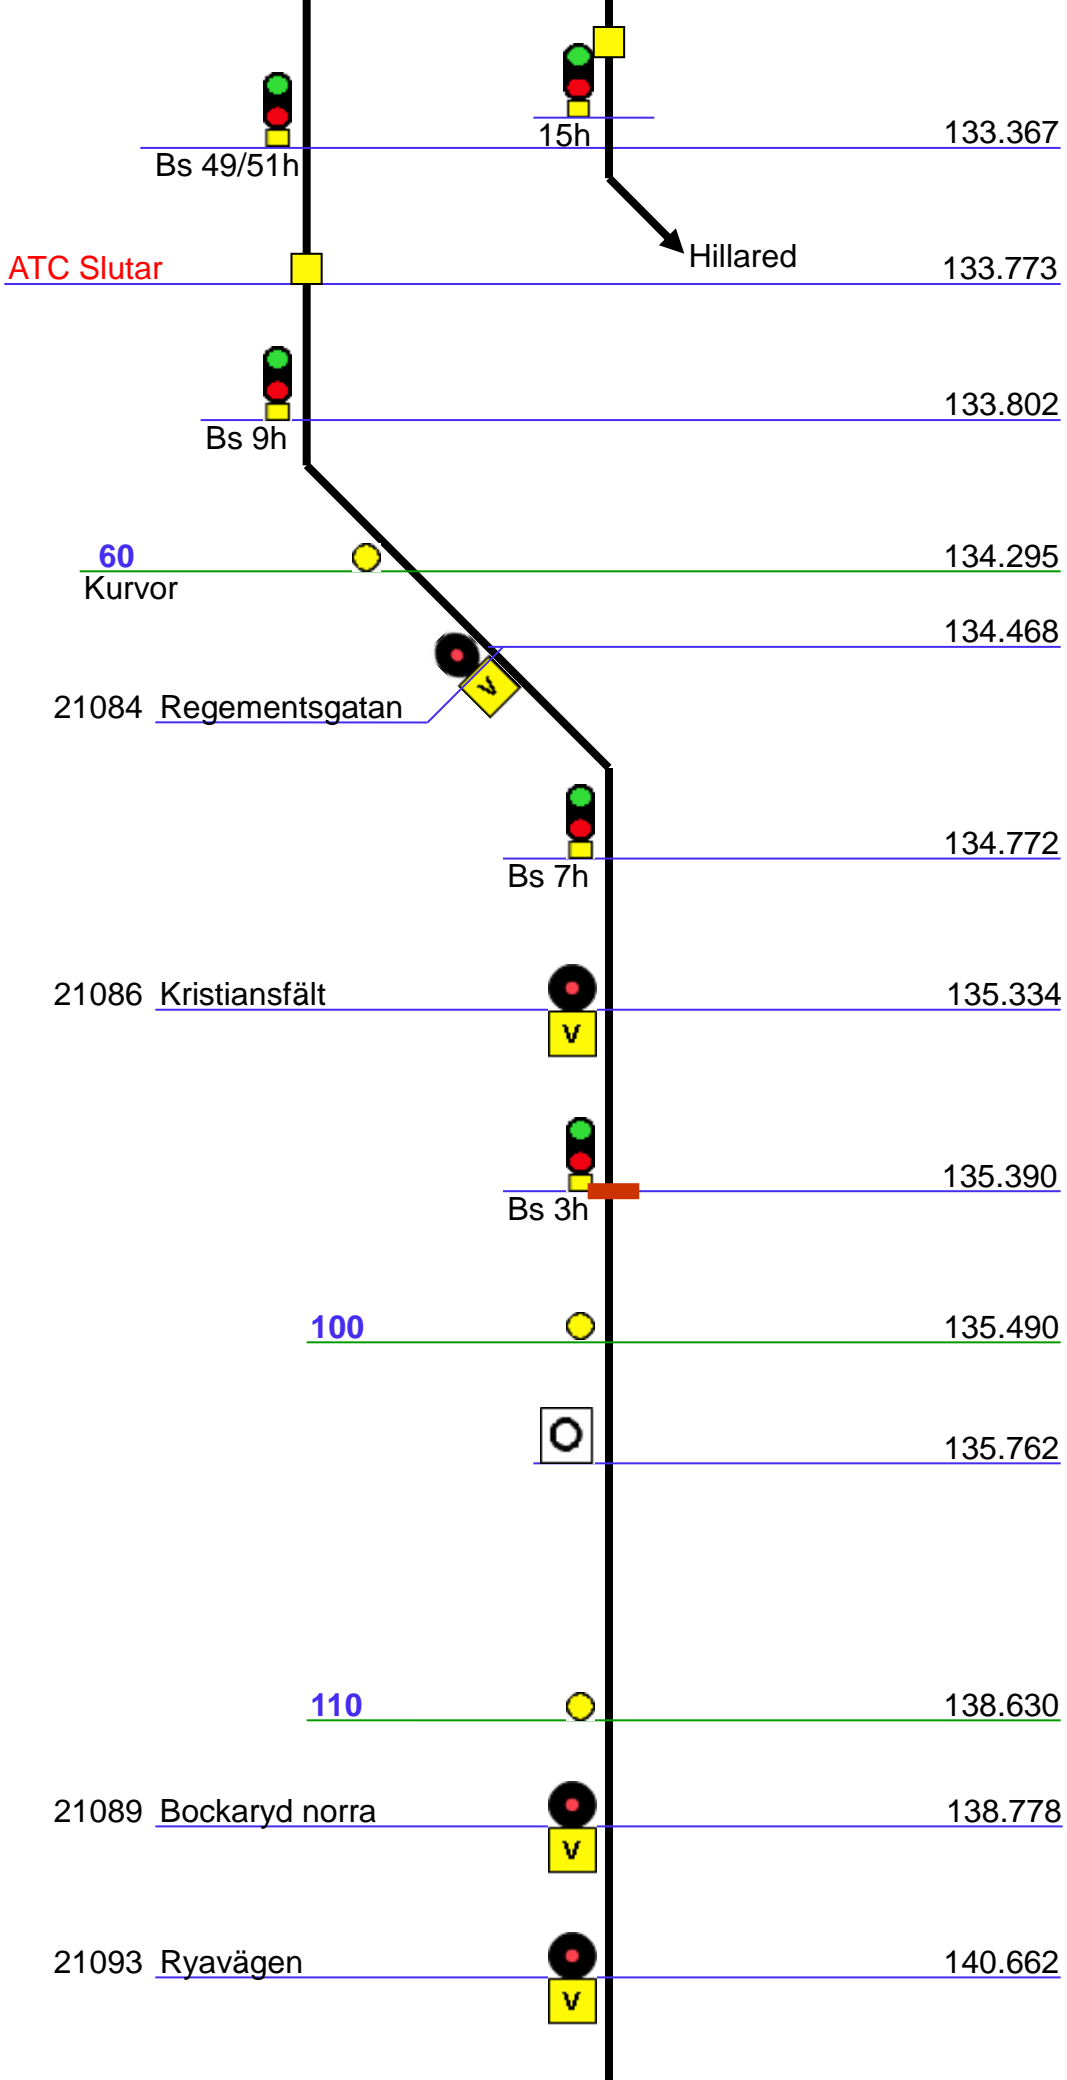 15h 133.367
Bs 49/51h
Hillared
ATC Slutar 133.773
133.802
Bs 9h
60 134.295
Kurvor
134.468
21084 Regementsgatan
134.772
Bs 7h
21086 Kristiansfält 135.334
V
135.390
Bs 3h
100 135.490
135.762
110 138.630
21089 Bockaryd norra 138.778
V
21093 Ryavägen 140.662
V